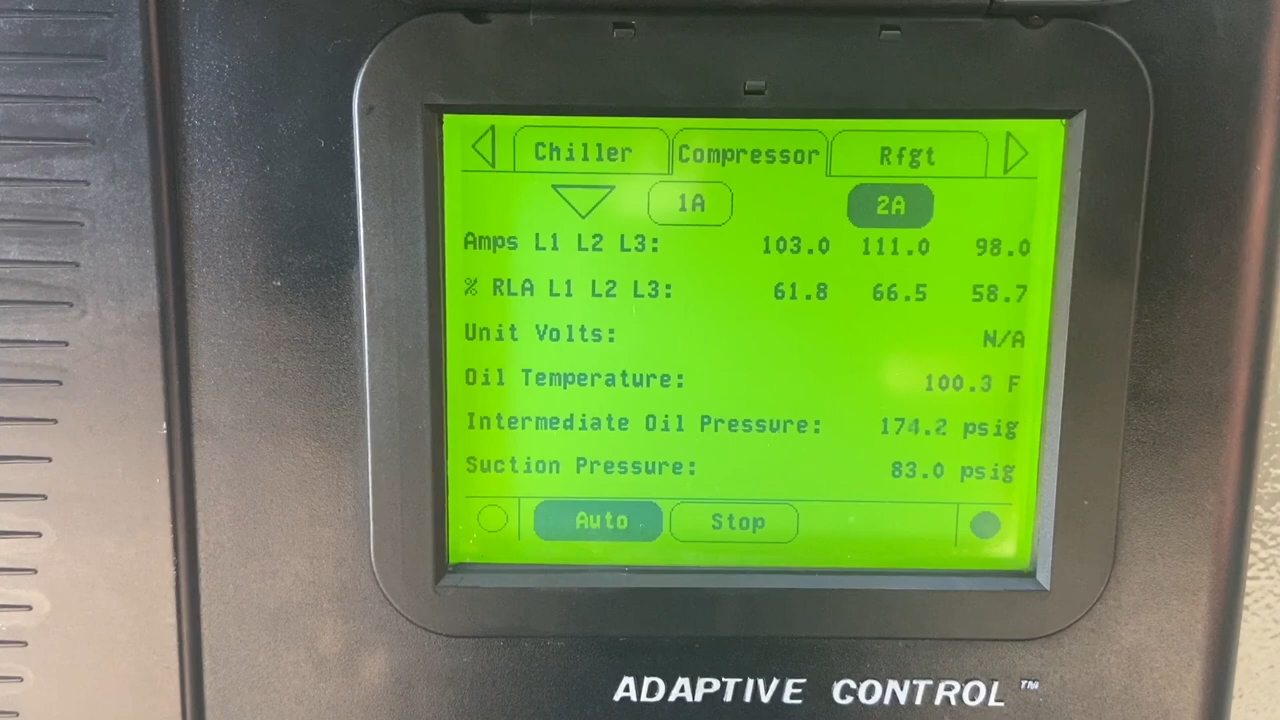 Chiller Compressor Rfgt
1A 2A
Amps L1 L2 L3: 103.0 111.0 98.0
% RLA L1 L2 L3: 61.8 66.5 58.7
Unit Volts: N/A
Oil Temperature: 100.3 F
Intermediate Oil Pressure: 174.2 psig
Suction Pressure: 83.0 psig
Auto Stop
ADAPTIVE CONTROL™